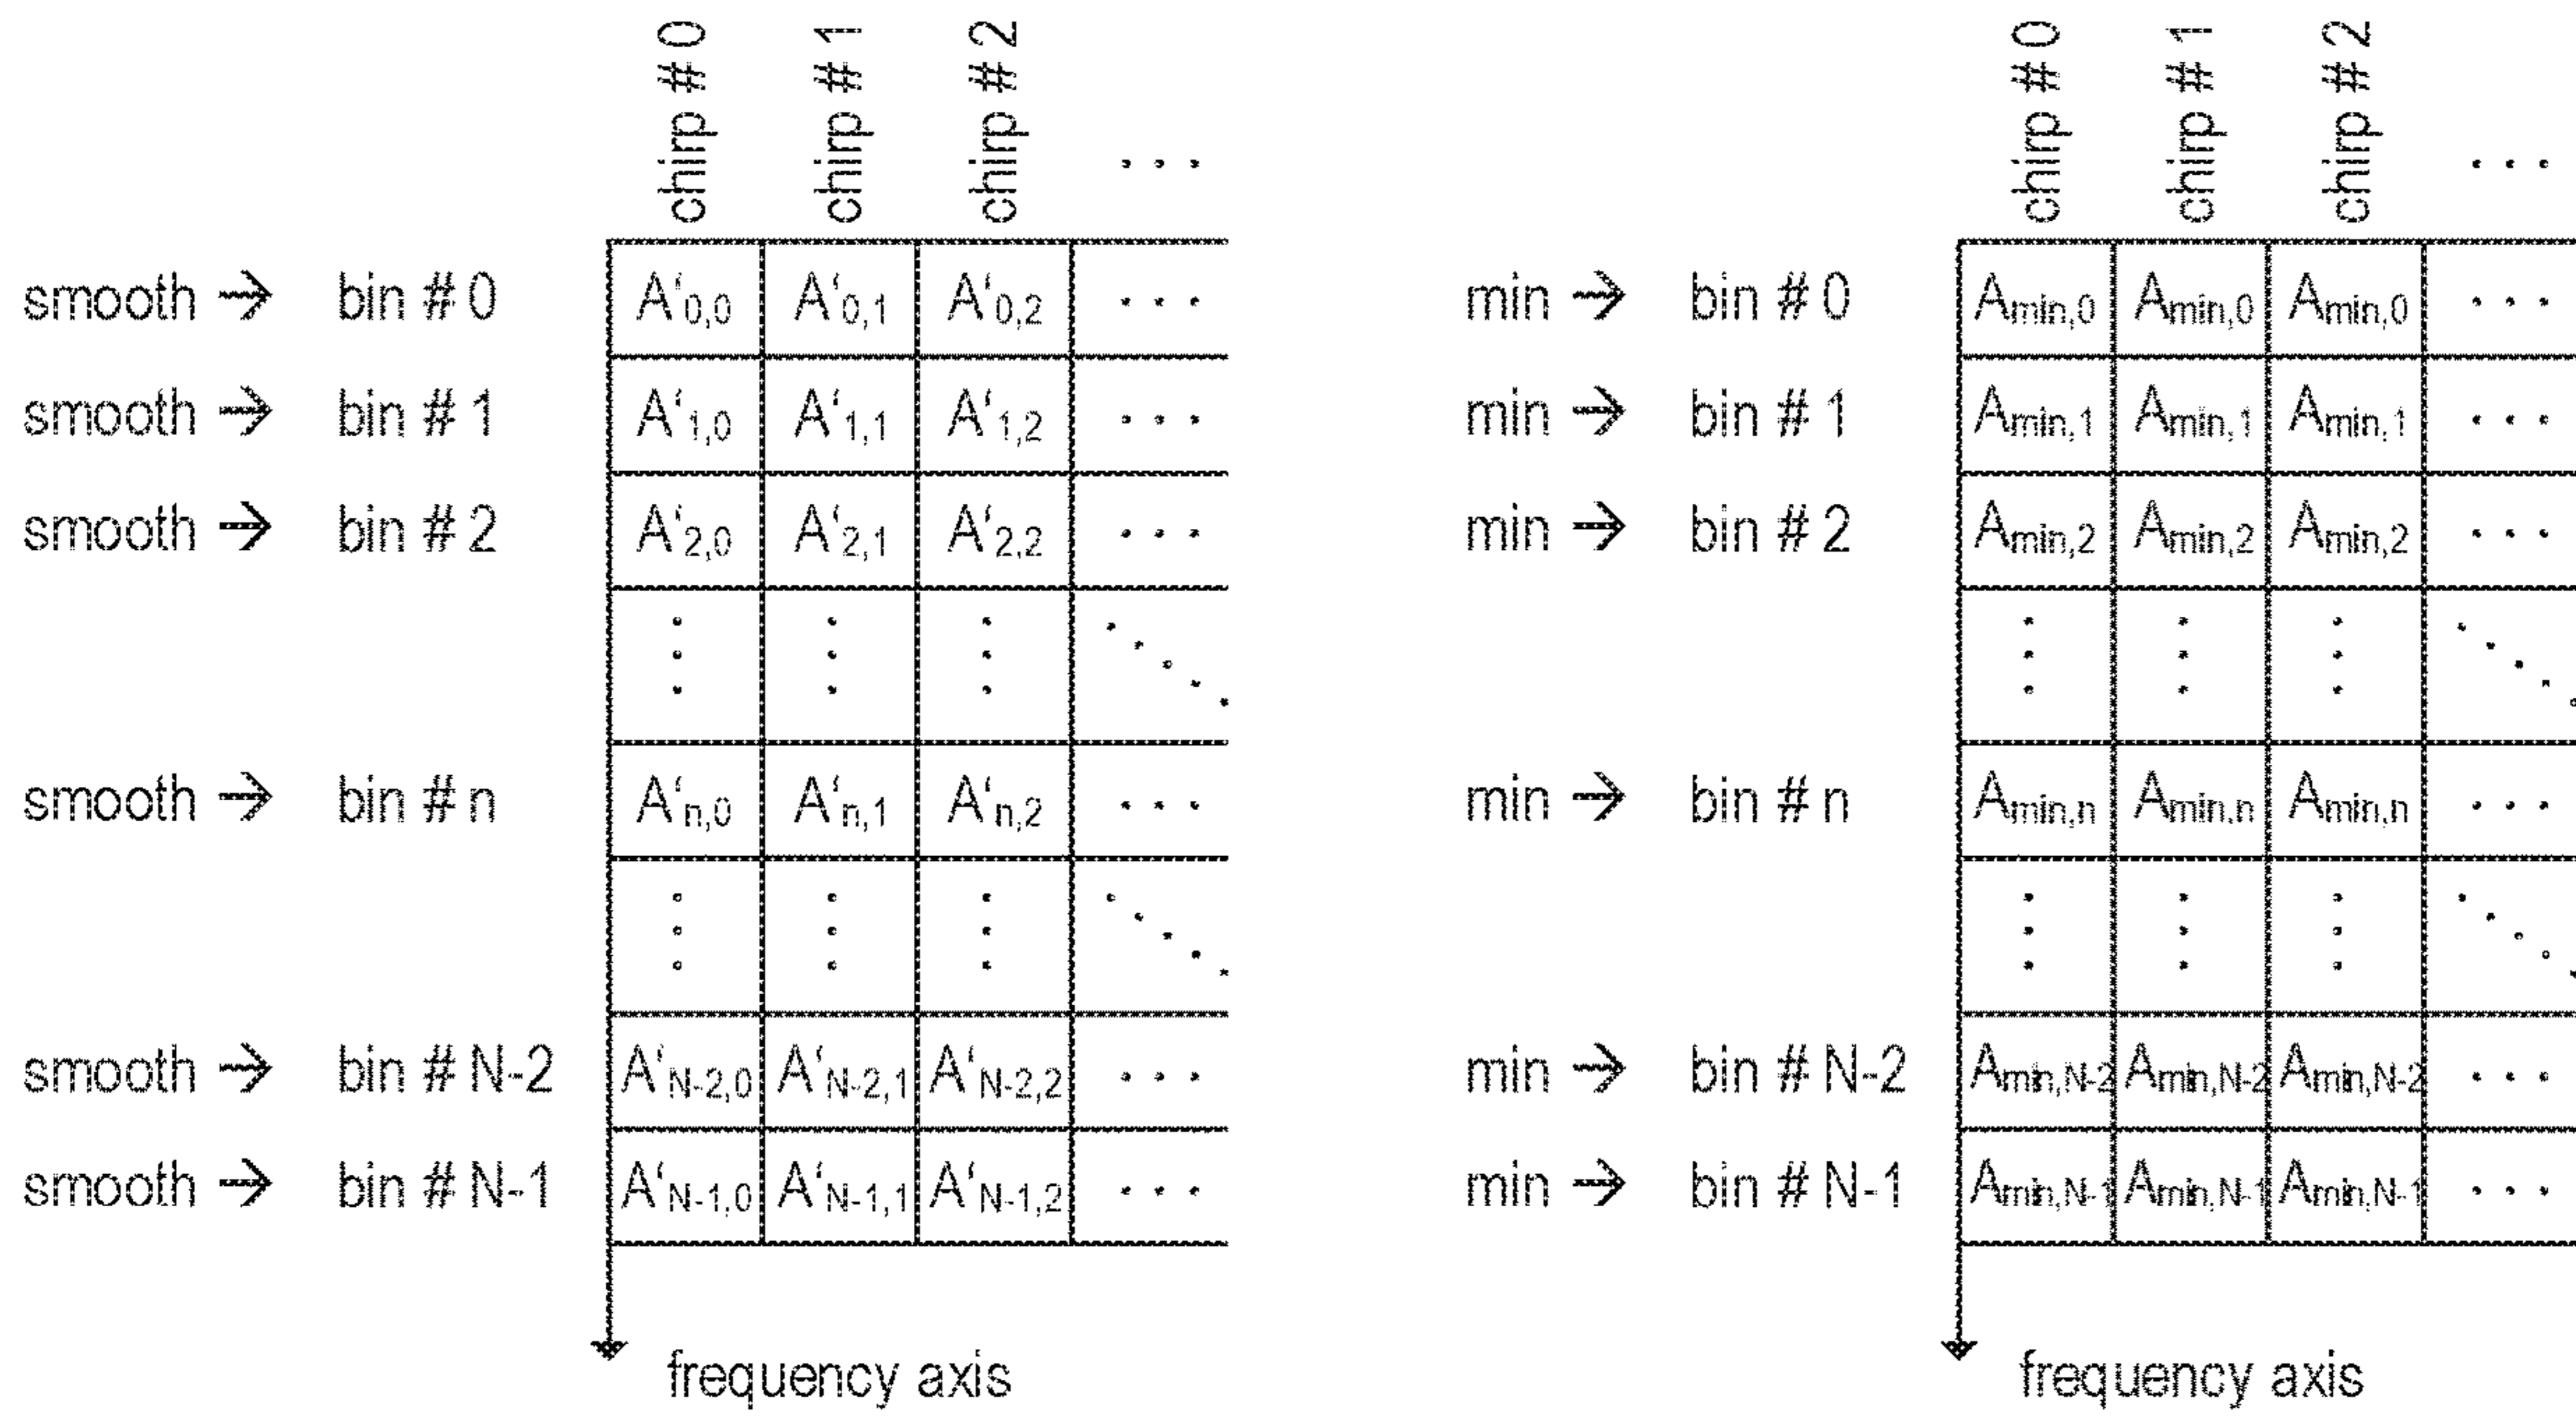 chirp # 0 chirp # 1 chirp # 2 ...
smooth → bin # 0 A‘0,0 A‘0,1 A‘0,2 ...
smooth → bin # 1 A‘1,0 A‘1,1 A‘1,2 ...
smooth → bin # 2 A‘2,0 A‘2,1 A‘2,2 ...
smooth → bin # n A‘n,0 A‘n,1 A‘n,2 ...
smooth → bin # N-2 A‘N-2,0 A‘N-2,1 A‘N-2,2 ...
smooth → bin # N-1 A‘N-1,0 A‘N-1,1 A‘N-1,2 ...
frequency axis
chirp # 0 chirp # 1 chirp # 2 ...
min → bin # 0 Amin,0 Amin,0 Amin,0 ...
min → bin # 1 Amin,1 Amin,1 Amin,1 ...
min → bin # 2 Amin,2 Amin,2 Amin,2 ...
min → bin # n Amin,n Amin,n Amin,n ...
min → bin # N-2 Amin,N-2 Amin,N-2 Amin,N-2 ...
min → bin # N-1 Amin,N-1 Amin,N-1 Amin,N-1 ...
frequency axis